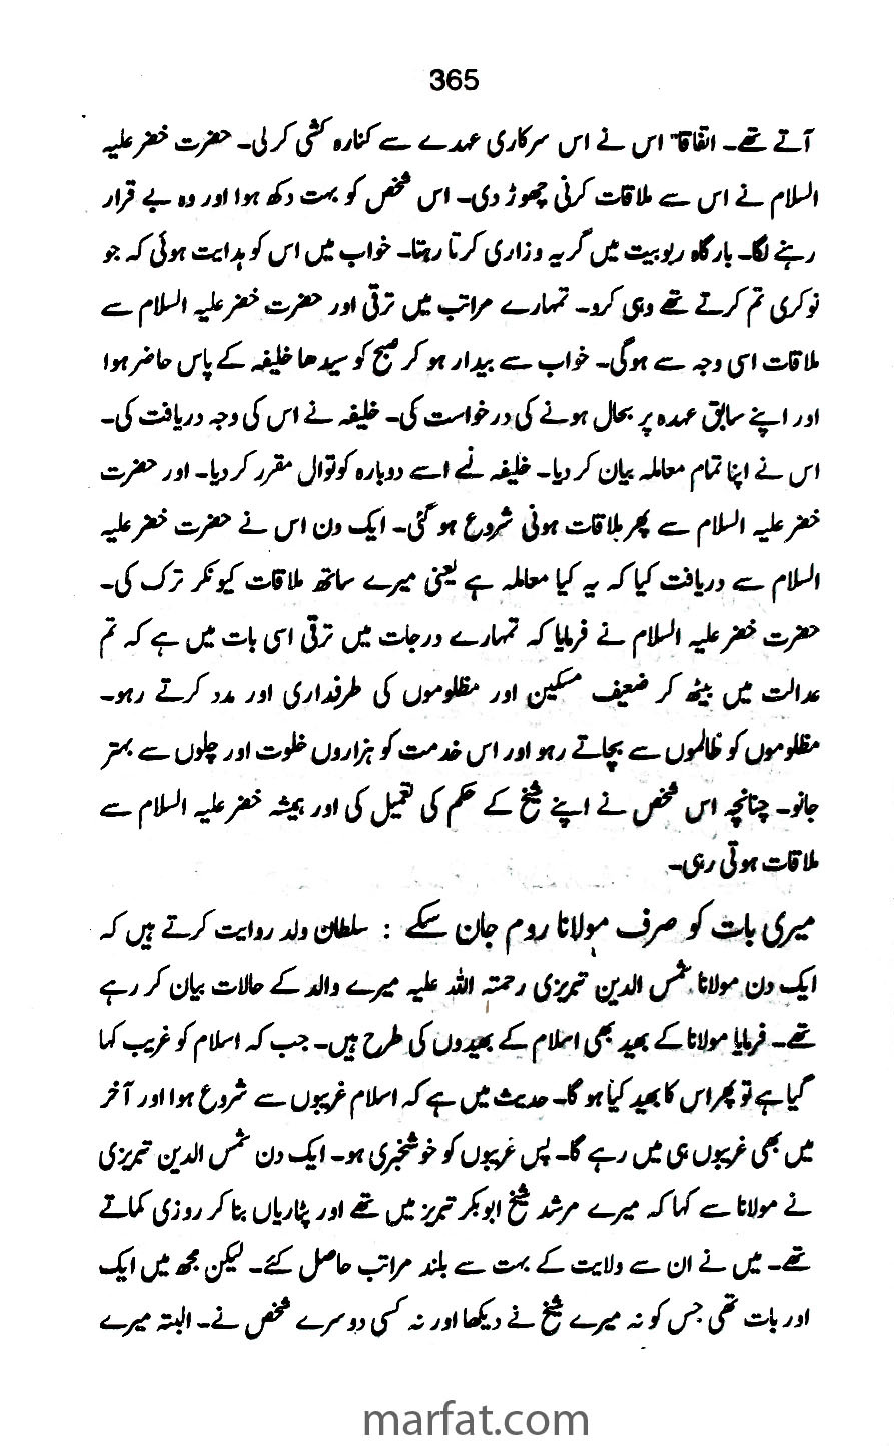 365
آتے تھے۔ اتفاقا" اس نے اس سرکاری عہدے سے کنارہ کشی کر لی۔ حضرت خضر علیہ
السلام نے اس سے ملاقات کرنی چھوڑ دی۔ اس شخص کو بہت دکھ ہوا اور وہ بے قرار
رہنے لگا۔ بارگاہ ربوبیت میں گریہ و زاری کرتا رہتا۔ خواب میں اس کو ہدایت ہوئی کہ جو
نوکری تم کرتے تھے وہی کرو۔ تمہارے مراتب میں ترقی اور حضرت خضر علیہ السلام سے
ملاقات اسی وجہ سے ہوگی۔ خواب سے بیدار ہو کر صبح کو سیدھا خلیفہ کے پاس حاضر ہوا
اور اپنے سابق عہدہ پر بحال ہونے کی درخواست کی۔ خلیفہ نے اس کی وجہ دریافت کی۔
اس نے اپنا تمام معاملہ بیان کر دیا۔ خلیفہ نے اسے دوبارہ کوتوال مقرر کر دیا۔ اور حضرت
خضر علیہ السلام سے پھر ملاقات ہونی شروع ہو گئی۔ ایک دن اس نے حضرت خضر علیہ
السلام سے دریافت کیا کہ یہ کیا معاملہ ہے یعنی میرے ساتھ ملاقات کیونکر ترک کی۔
حضرت خضر علیہ السلام نے فرمایا کہ تمہارے درجات میں ترقی اسی بات میں ہے کہ تم
عدالت میں بیٹھ کر ضعیف مسکین اور مظلوموں کی طرفداری اور مدد کرتے رہو۔
مظلوموں کو ظالموں سے بچاتے رہو اور اس خدمت کو ہزاروں خلوت اور چلوں سے بہتر
جانو۔ چنانچہ اس شخص نے اپنے شیخ کے حکم کی تعمیل کی اور ہمیشہ خضر علیہ السلام سے
ملاقات ہوتی رہی۔
میری بات کو صرف مولانا روم جان سکے : سلطان ولد روایت کرتے ہیں کہ
ایک دن مولانا شمس الدین تبریزی رحمتہ اللہ علیہ میرے والد کے حالات بیان کر رہے
تھے۔ فرمایا مولانا کے بھید بھی اسلام کے بھیدوں کی طرح ہیں۔ جب کہ اسلام کو غریب کہا
گیا ہے تو پھر اس کا بھید کیا ہو گا۔ حدیث میں ہے کہ اسلام غریبوں سے شروع ہوا اور آخر
میں بھی غریبوں ہی میں رہے گا۔ پس غریبوں کو خوشخبری ہو۔ ایک دن شمس الدین تبریزی
نے مولانا سے کہا کہ میرے مرشد شیخ ابوبکر تبریز میں تھے اور پٹاریاں بنا کر روزی کماتے
تھے۔ میں نے ان سے ولایت کے بہت سے بلند مراتب حاصل کئے۔ لیکن مجھ میں ایک
اور بات تھی جس کو نہ میرے شیخ نے دیکھا اور نہ کسی دوسرے شخص نے۔ البتہ میرے
marfat.com